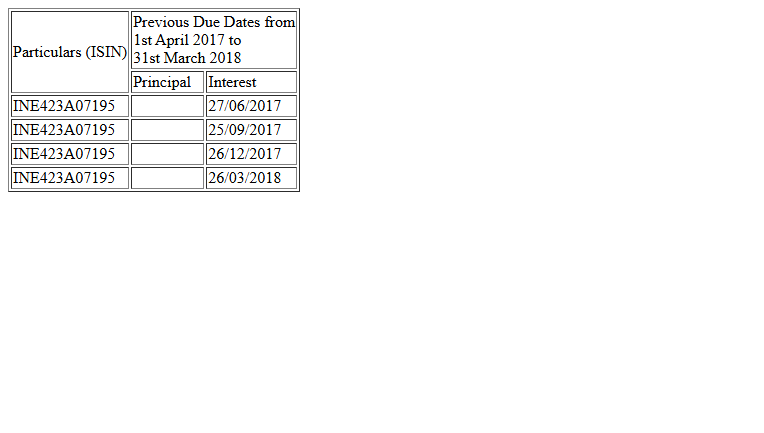 Particulars (ISIN)
Previous Due Dates from
1st April 2017 to
31st March 2018
Principal Interest
INE423A07195 27/06/2017
INE423A07195 25/09/2017
INE423A07195 26/12/2017
INE423A07195 26/03/2018